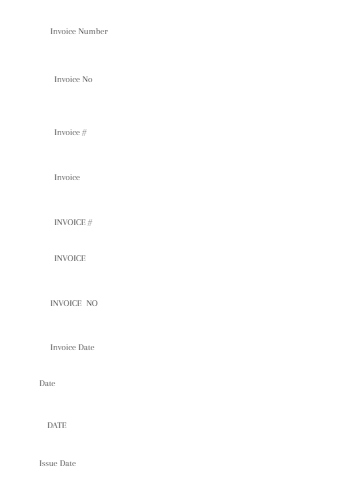 Invoice Number
Invoice No
Invoice #
Invoice
INVOICE #
INVOICE
INVOICE NO
Invoice Date
Date
DATE
Issue Date